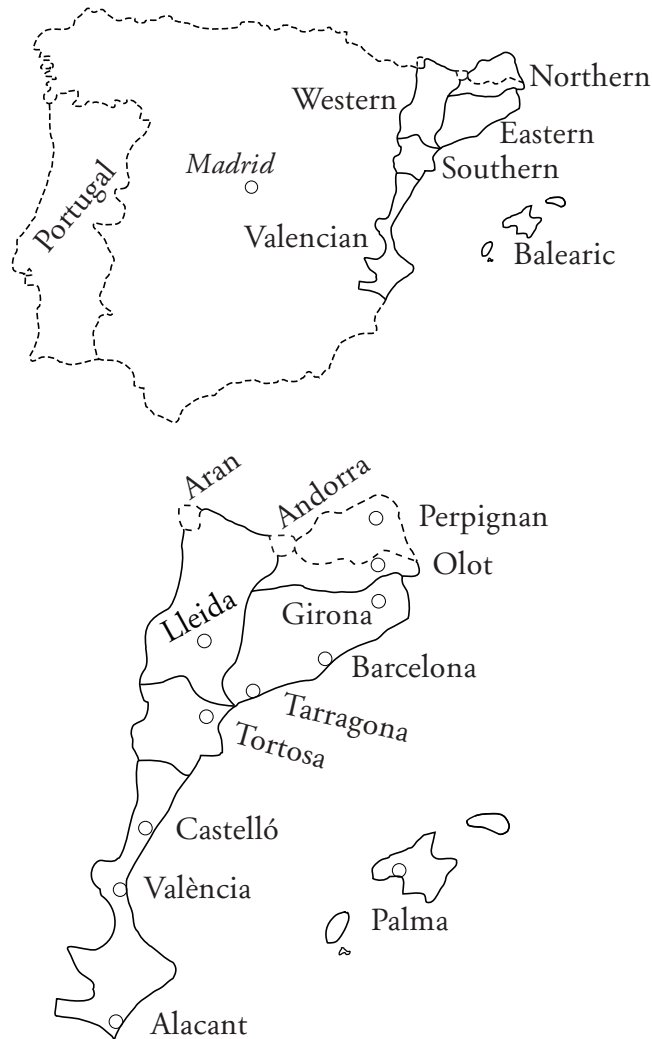 Northern
Western
Eastern
Southern
Madrid
Portugal
Valencian
Balearic
Aran
Andorra
Perpignan
Olot
Lleida
Girona
Barcelona
Tarragona
Tortosa
Castelló
València
Palma
Alacant